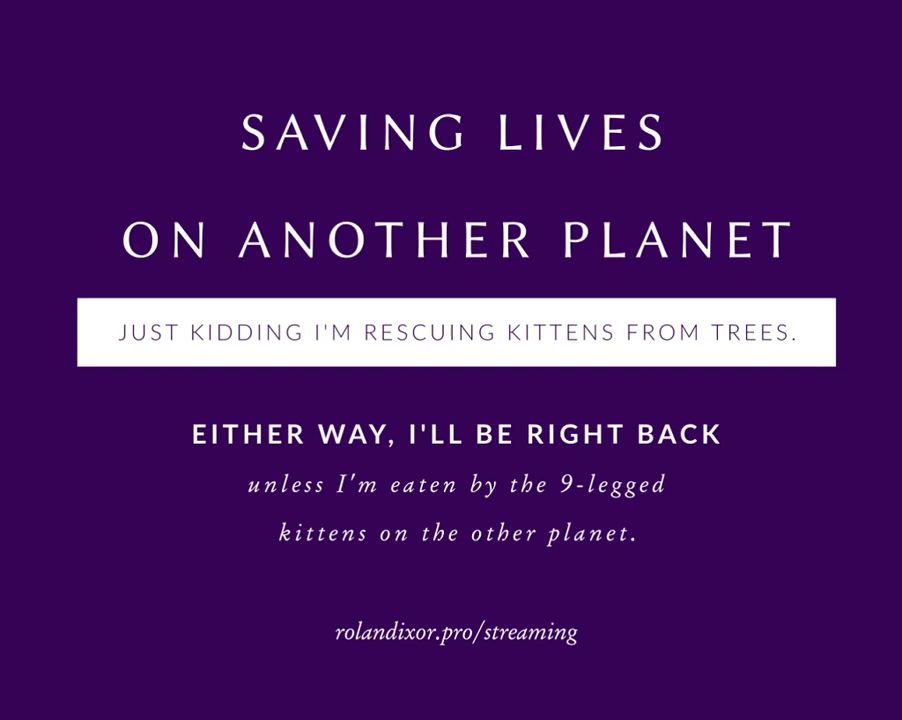 SAVING LIVES
ON ANOTHER PLANET
JUST KIDDING I'M RESCUING KITTENS FROM TREES.
EITHER WAY, I'LL BE RIGHT BACK
unless I'm eaten by the 9-legged
kittens on the other planet.
rolandixor.pro/streaming